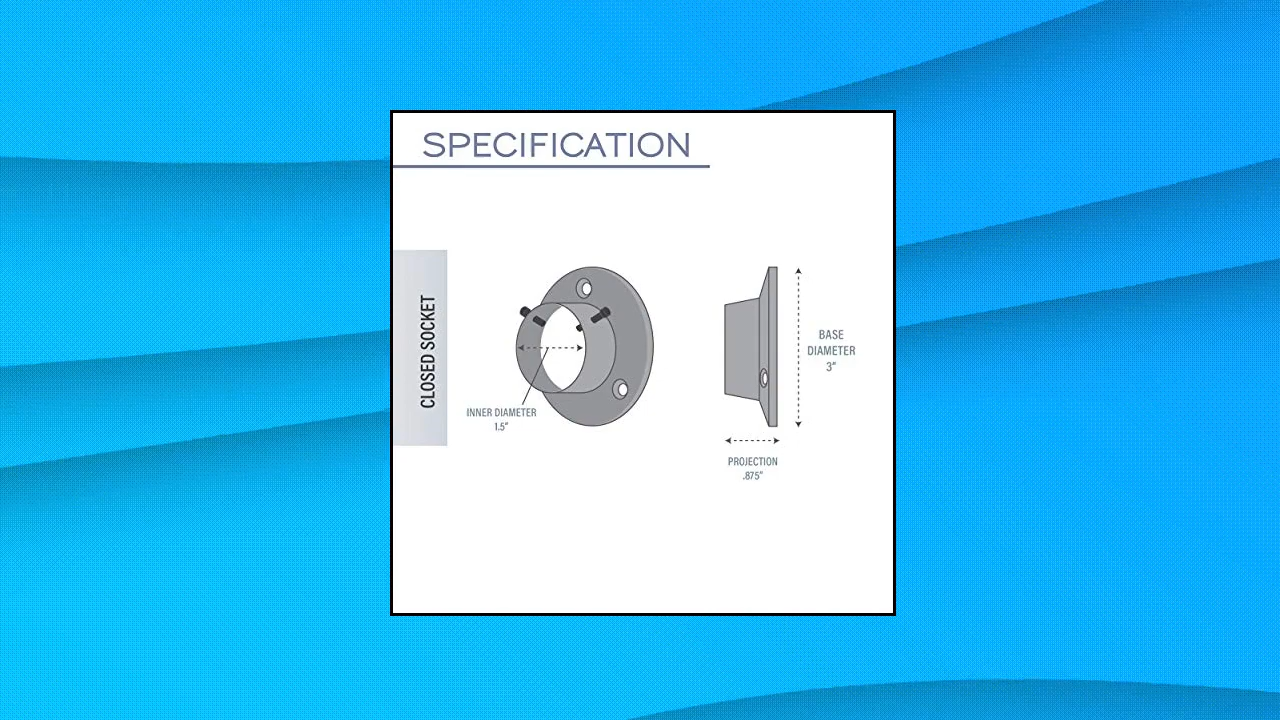 SPECIFICATION
CLOSED SOCKET
INNER DIAMETER
1.5"
BASE
DIAMETER
3"
PROJECTION
.875"